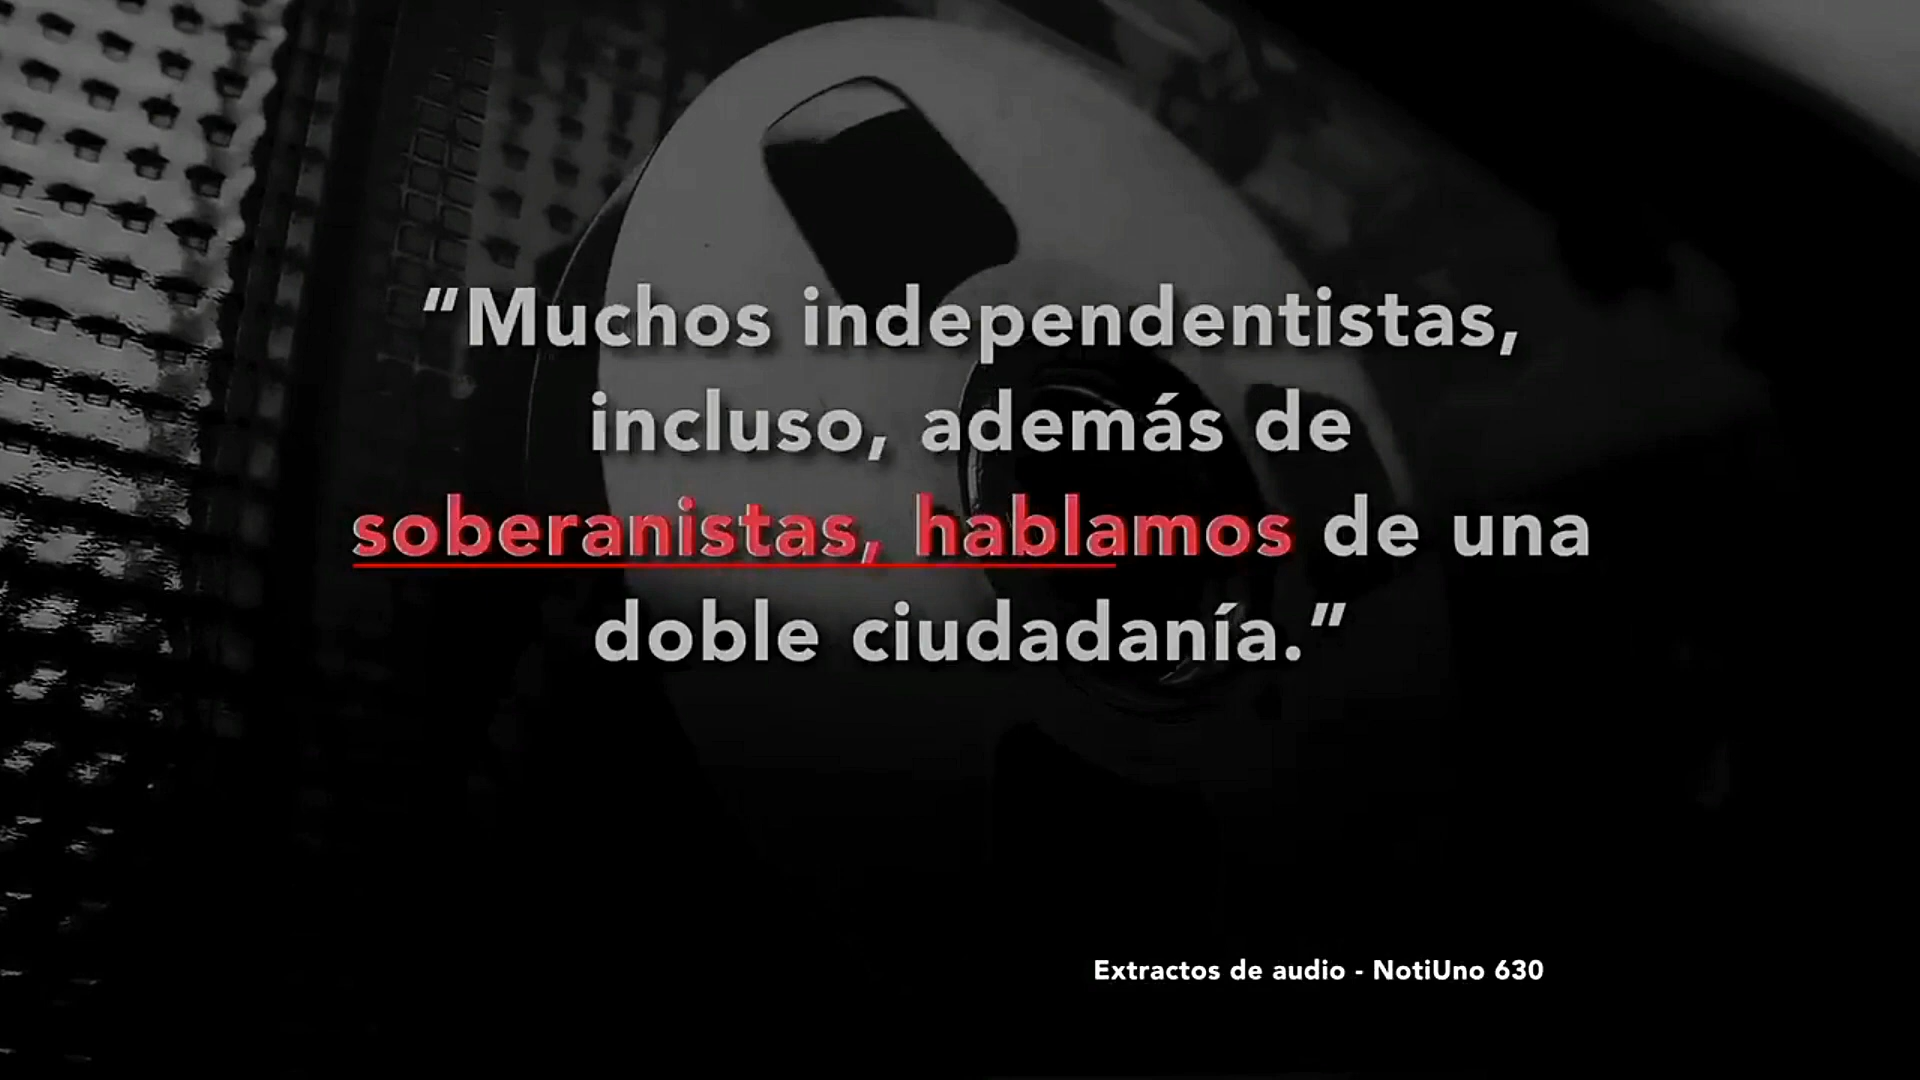 “Muchos independentistas,
incluso, además de
soberanistas, hablamos de una
doble ciudadanía.”
Extractos de audio - NotiUno 630